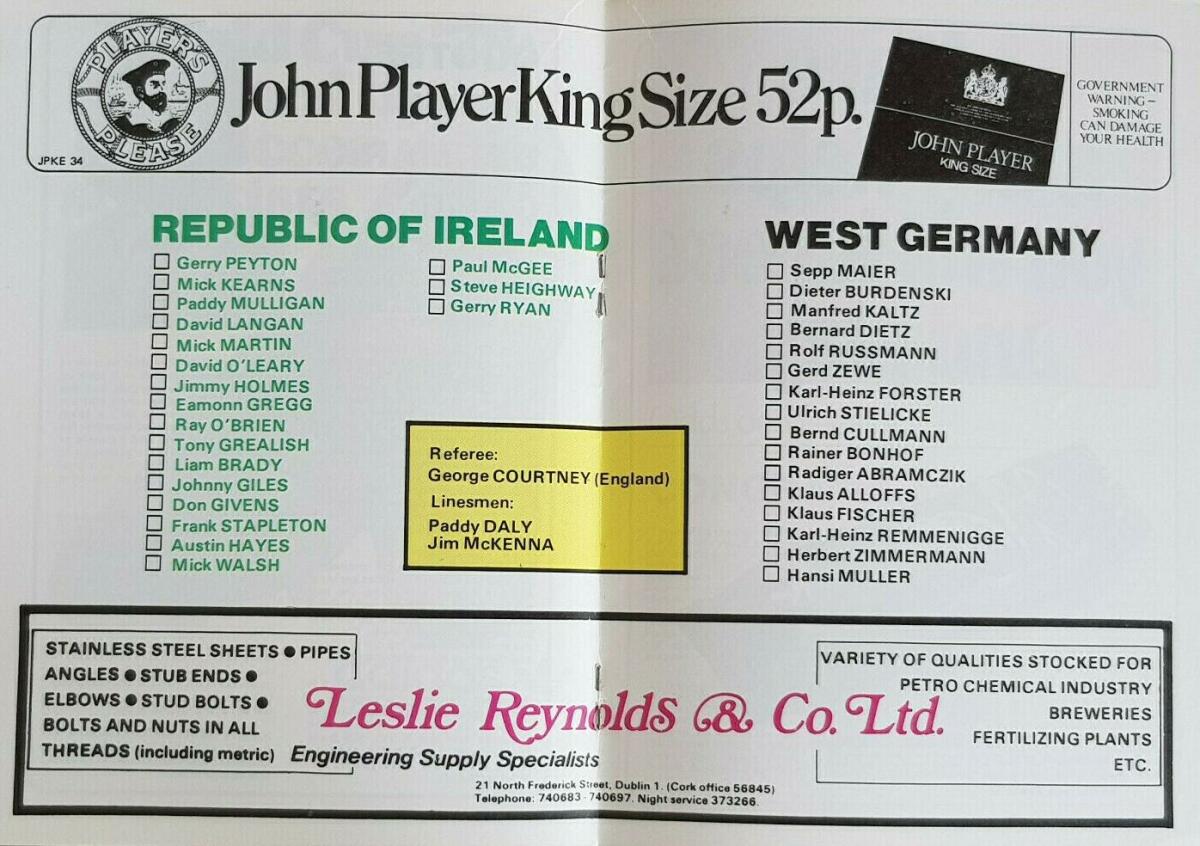 PLAYER'S
PLEASE
JPKE 34
John Player King Size 52p.
JOHN PLAYER
KING SIZE
GOVERNMENT
WARNING –
SMOKING
CAN DAMAGE
YOUR HEALTH
REPUBLIC OF IRELAND
Gerry PEYTON
Mick KEARNS
Paddy MULLIGAN
David LANGAN
Mick MARTIN
David O'LEARY
Jimmy HOLMES
Eamonn GREGG
Ray O'BRIEN
Tony GREALISH
Liam BRADY
Johnny GILES
Don GIVENS
Frank STAPLETON
Austin HAYES
Mick WALSH
Paul McGEE
Steve HEIGHWAY
Gerry RYAN
Referee:
George COURTNEY (England)
Linesmen:
Paddy DALY
Jim McKENNA
WEST GERMANY
Sepp MAIER
Dieter BURDENSKI
Manfred KALTZ
Bernard DIETZ
Rolf RUSSMANN
Gerd ZEWE
Karl-Heinz FORSTER
Ulrich STIELICKE
Bernd CULLMANN
Rainer BONHOF
Radiger ABRAMCZIK
Klaus ALLOFFS
Klaus FISCHER
Karl-Heinz REMMENIGGE
Herbert ZIMMERMANN
Hansi MULLER
STAINLESS STEEL SHEETS ● PIPES
ANGLES ● STUB ENDS ●
ELBOWS ● STUD BOLTS ●
BOLTS AND NUTS IN ALL
THREADS (including metric)
Leslie Reynolds & Co. Ltd.
Engineering Supply Specialists
21 North Frederick Street, Dublin 1. (Cork office 56845)
Telephone: 740683 - 740697. Night service 373266.
VARIETY OF QUALITIES STOCKED FOR
PETRO CHEMICAL INDUSTRY
BREWERIES
FERTILIZING PLANTS
ETC.